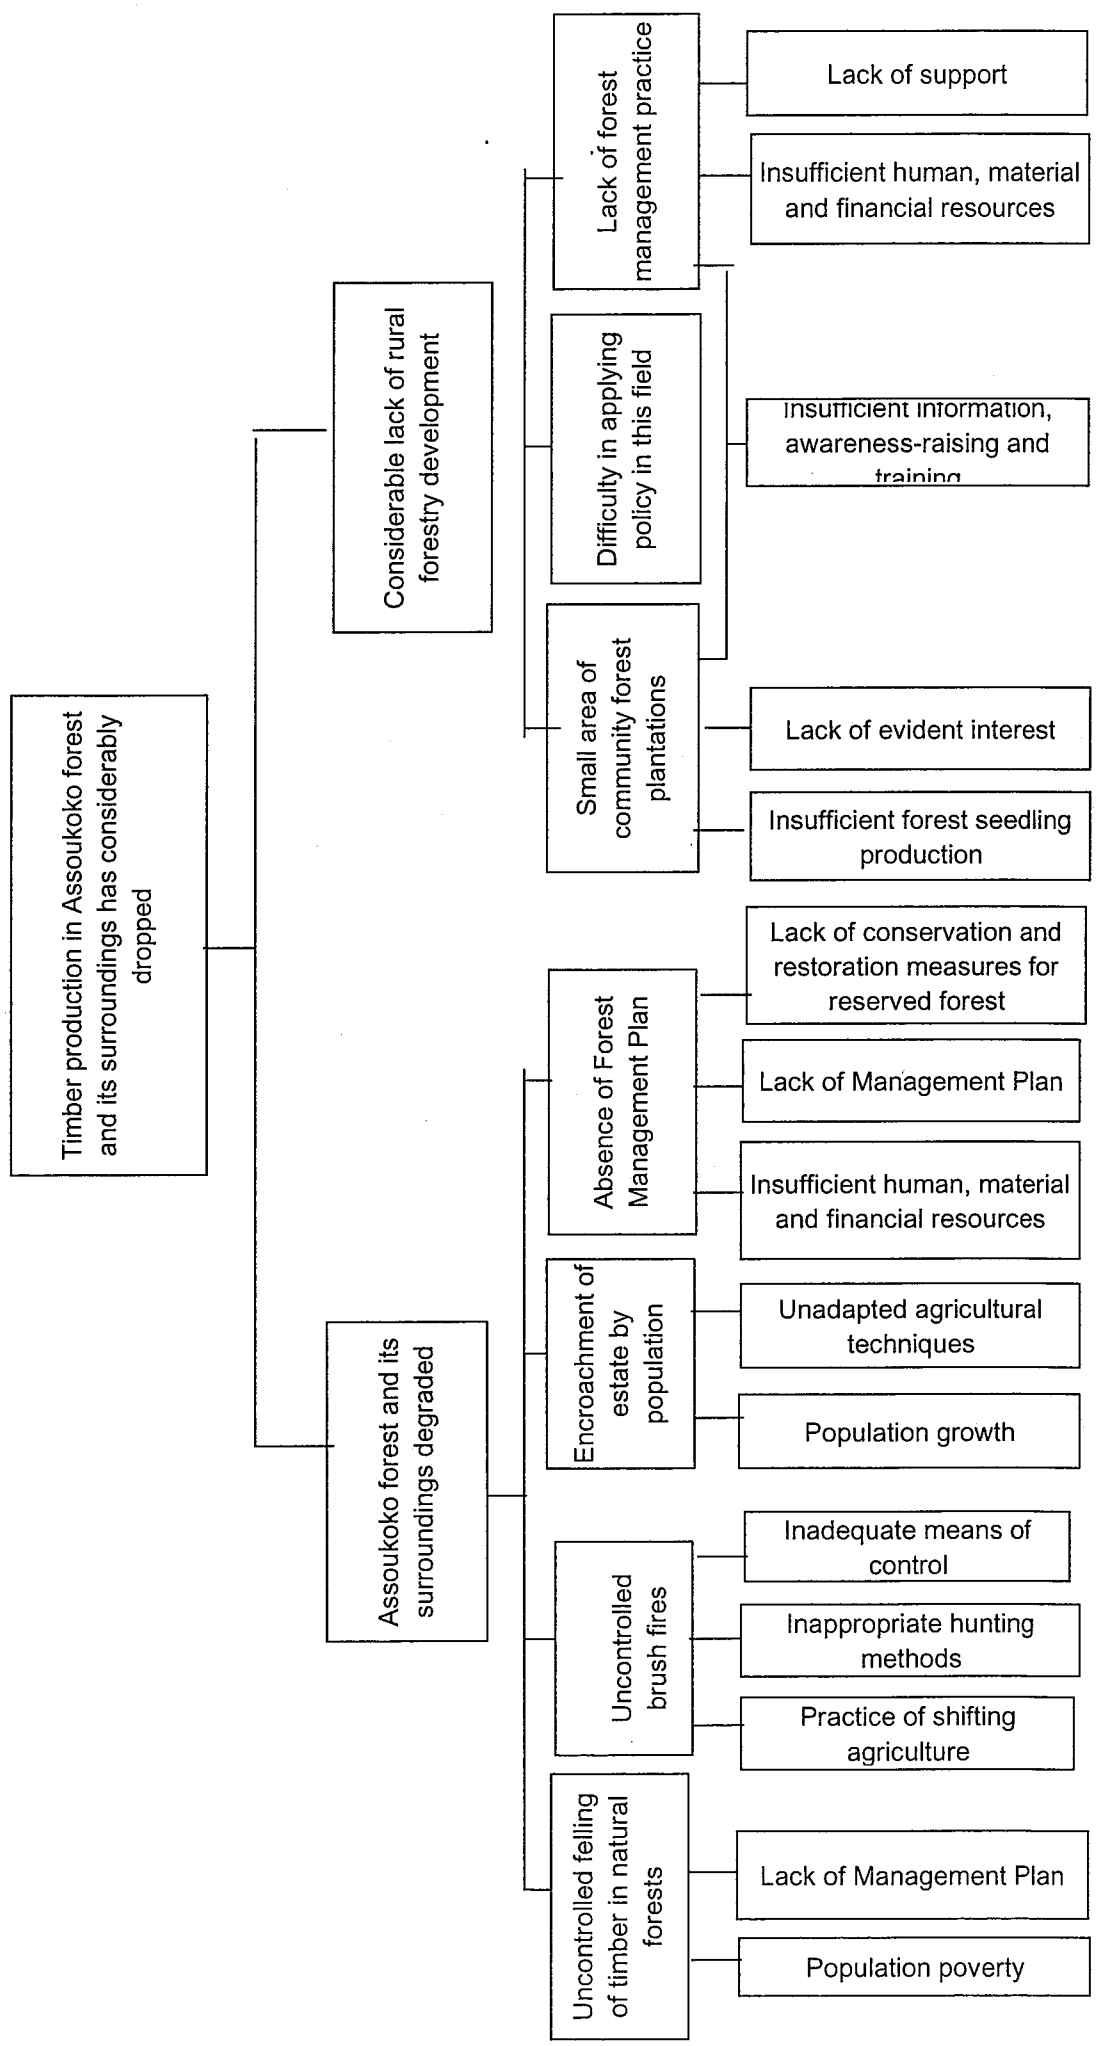 Timber production in Assoukoko forest
and its surroundings has considerably
dropped
Assoukoko forest and its
surroundings degraded
Considerable lack of rural
forestry development
Uncontrolled felling
of timber in natural
forests
Uncontrolled
brush fires
Encroachment of
estate by
population
Absence of Forest
Management Plan
Small area of
community forest
plantations
Difficulty in applying
policy in this field
Lack of forest
management practice
Lack of support
Insufficient human, material
and financial resources
Insufficient information,
awareness-raising and
training
Lack of evident interest
Insufficient forest seedling
production
Lack of conservation and
restoration measures for
reserved forest
Lack of Management Plan
Insufficient human, material
and financial resources
Unadapted agricultural
techniques
Population growth
Inadequate means of
control
Inappropriate hunting
methods
Practice of shifting
agriculture
Lack of Management Plan
Population poverty